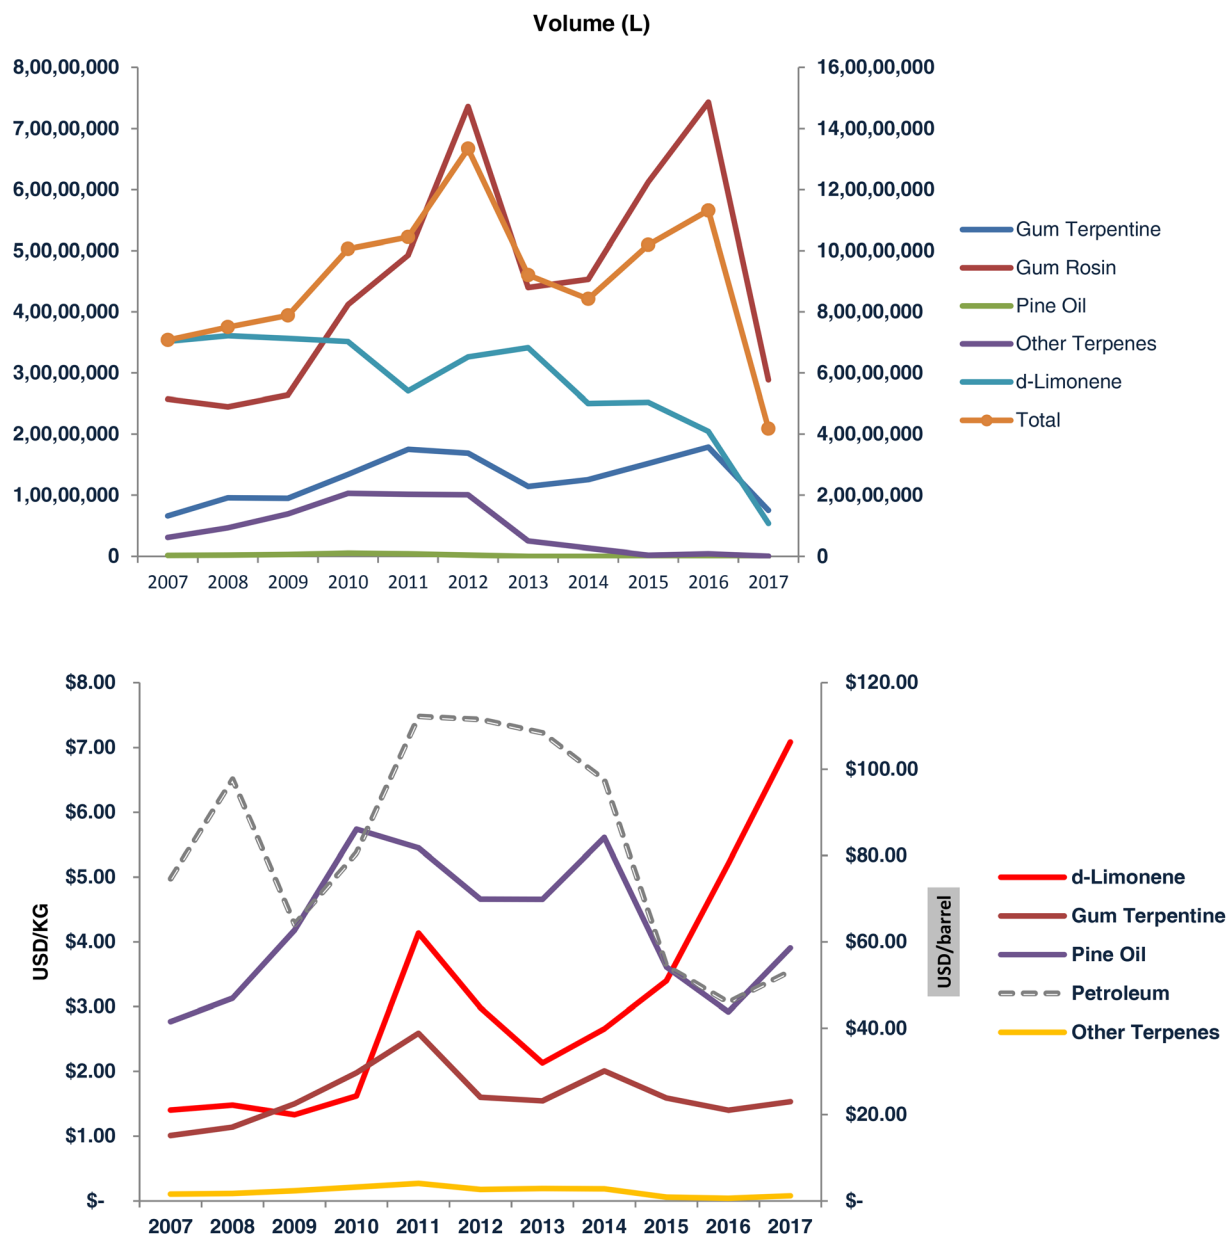 Volume (L)
8,00,00,000
7,00,00,000
6,00,00,000
5,00,00,000
4,00,00,000
3,00,00,000
2,00,00,000
1,00,00,000
0
16,00,00,000
14,00,00,000
12,00,00,000
10,00,00,000
8,00,00,000
6,00,00,000
4,00,00,000
2,00,00,000
0
2007 2008 2009 2010 2011 2012 2013 2014 2015 2016 2017
Gum Terpentine
Gum Rosin
Pine Oil
Other Terpenes
d-Limonene
Total
USD/KG
$8.00
$7.00
$6.00
$5.00
$4.00
$3.00
$2.00
$1.00
$-
$120.00
$100.00
$80.00
$60.00
$40.00
$20.00
$-
USD/barrel
2007 2008 2009 2010 2011 2012 2013 2014 2015 2016 2017
d-Limonene
Gum Terpentine
Pine Oil
Petroleum
Other Terpenes